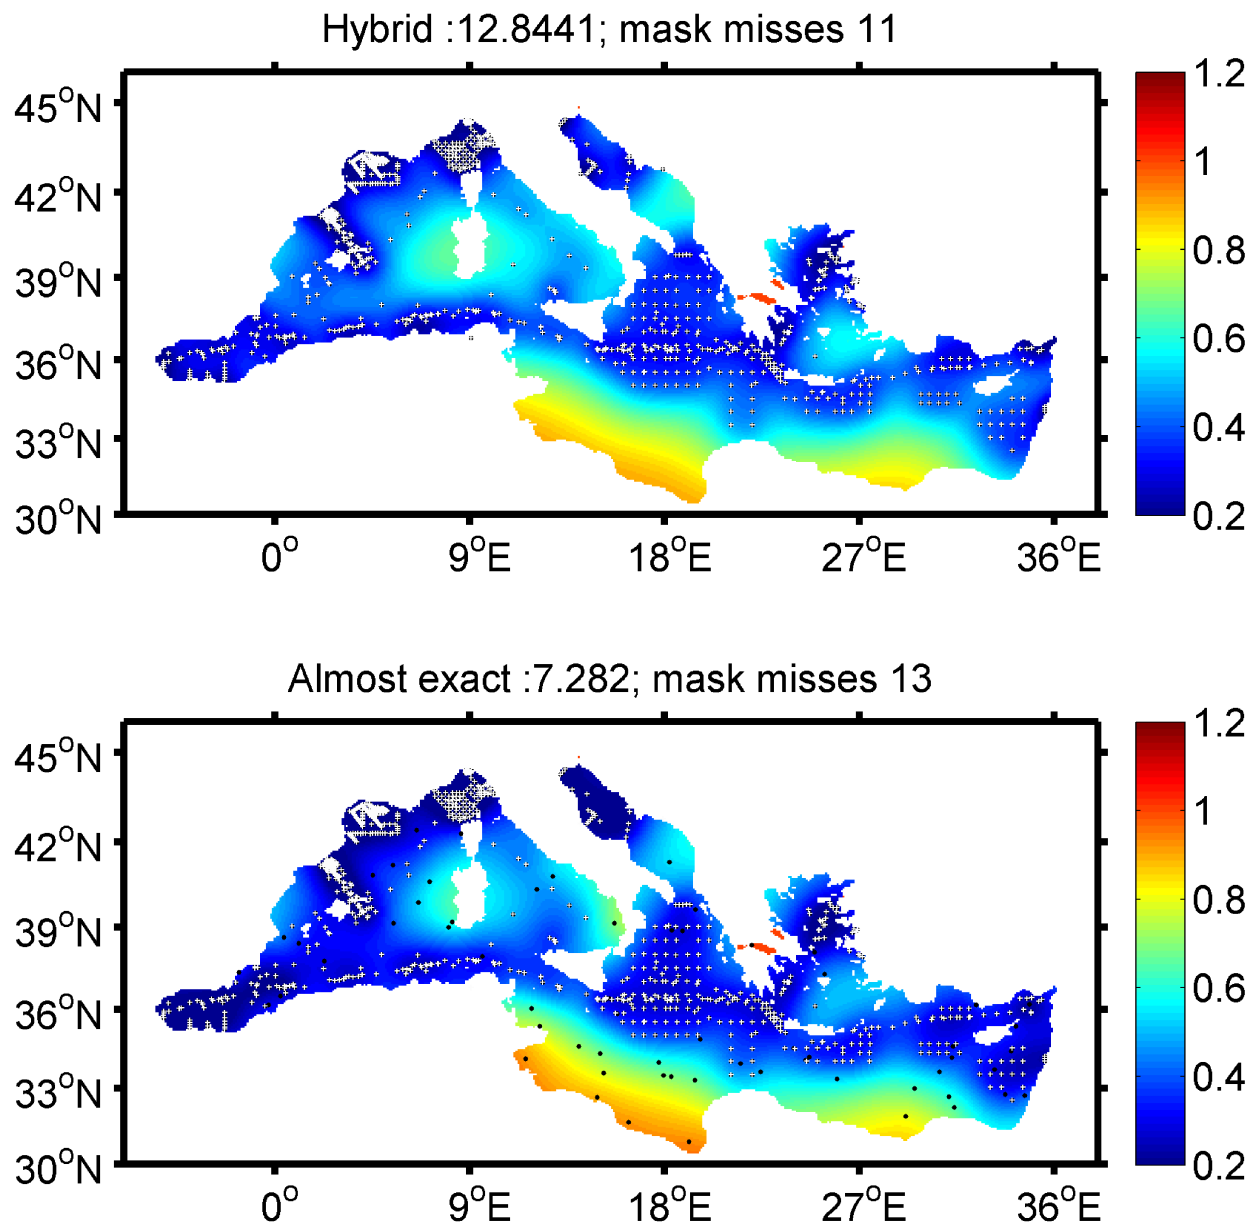 Hybrid :12.8441; mask misses 11
45°N
42°N
39°N
36°N
33°N
30°N
0° 9°E 18°E 27°E 36°E
1.2
1
0.8
0.6
0.4
0.2
Almost exact :7.282; mask misses 13
45°N
42°N
39°N
36°N
33°N
30°N
0° 9°E 18°E 27°E 36°E
1.2
1
0.8
0.6
0.4
0.2